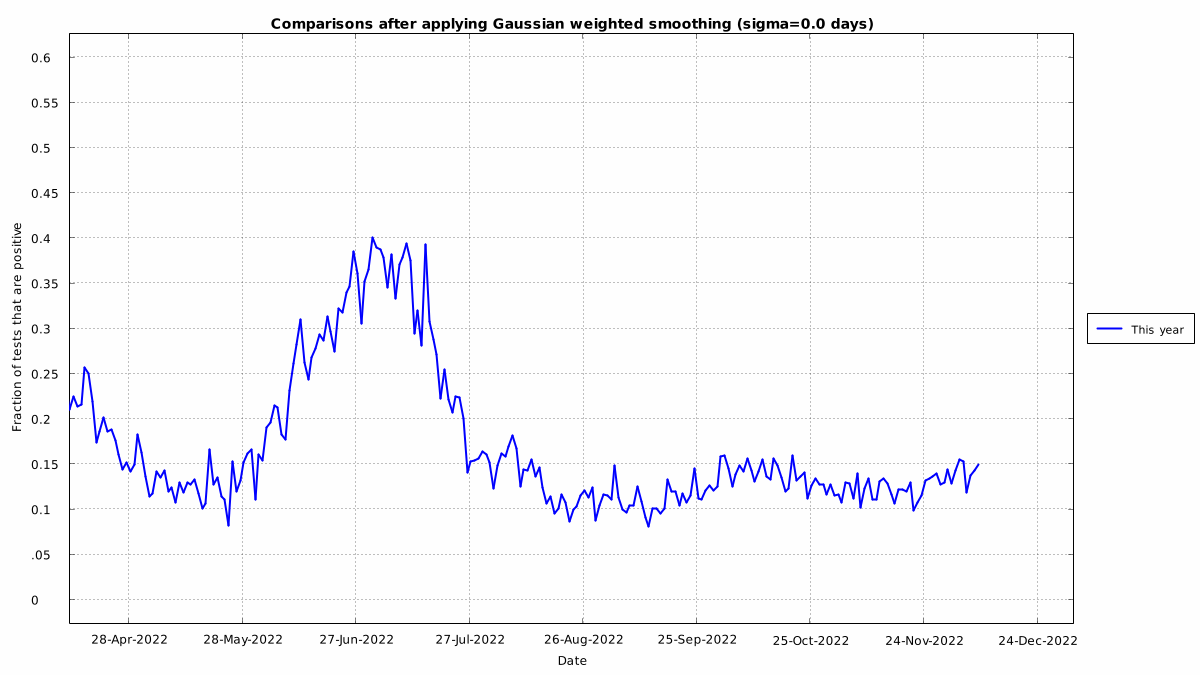 Comparisons after applying Gaussian weighted smoothing (sigma=0.0 days)
0.6
0.55
0.5
0.45
0.4
0.35
0.3
0.25
0.2
0.15
0.1
.05
0
Fraction of tests that are positive
This year
28-Apr-2022 28-May-2022 27-Jun-2022 27-Jul-2022 26-Aug-2022 25-Sep-2022 25-Oct-2022 24-Nov-2022 24-Dec-2022
Date